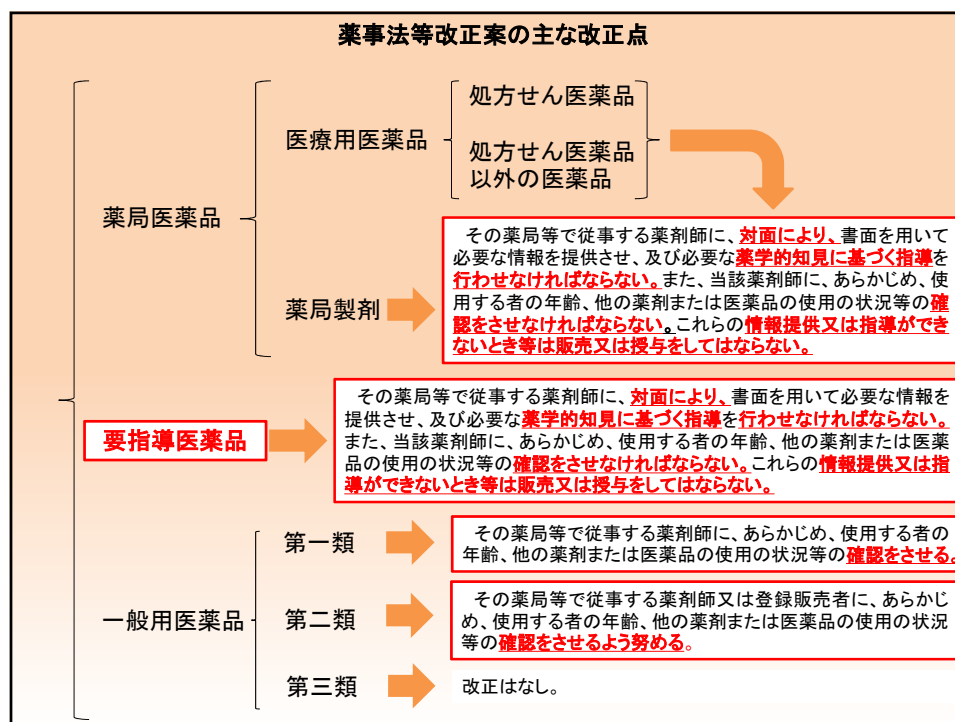 薬事法等改正案の主な改正点
薬局医薬品
医療用医薬品
処方せん医薬品
処方せん医薬品
以外の医薬品
薬局製剤
その薬局等で従事する薬剤師に、対面により、書面を用いて
必要な情報を提供させ、及び必要な薬学的知見に基づく指導を
行わせなければならない。また、当該薬剤師に、あらかじめ、使
用する者の年齢、他の薬剤または医薬品の使用の状況等の確
認をさせなければならない。これらの情報提供又は指導ができ
ないとき等は販売又は授与をしてはならない。
要指導医薬品
その薬局等で従事する薬剤師に、対面により、書面を用いて必要な情報を
提供させ、及び必要な薬学的知見に基づく指導を行わせなければならない。
また、当該薬剤師に、あらかじめ、使用する者の年齢、他の薬剤または医薬
品の使用の状況等の確認をさせなければならない。これらの情報提供又は指
導ができないとき等は販売又は授与をしてはならない。
一般用医薬品
第一類
その薬局等で従事する薬剤師に、あらかじめ、使用する者の
年齢、他の薬剤または医薬品の使用の状況等の確認をさせる。
第二類
その薬局等で従事する薬剤師又は登録販売者に、あらかじ
め、使用する者の年齢、他の薬剤または医薬品の使用の状況
等の確認をさせるよう努める。
第三類
改正はなし。